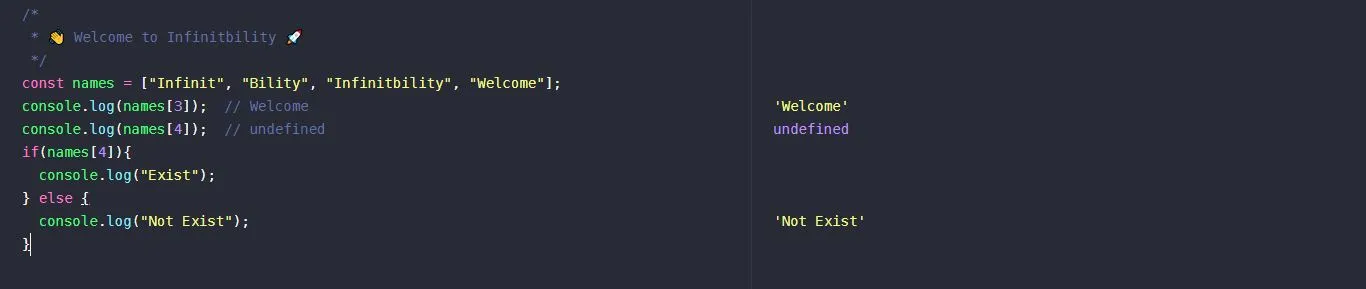 /*
 * 👋 Welcome to Infinitbility 🚀
 */
const names = ["Infinit", "Bility", "Infinitbility", "Welcome"];
console.log(names[3]);  // Welcome 'Welcome'
console.log(names[4]);  // undefined undefined
if(names[4]){
  console.log("Exist");
} else {
  console.log("Not Exist"); 'Not Exist'
}